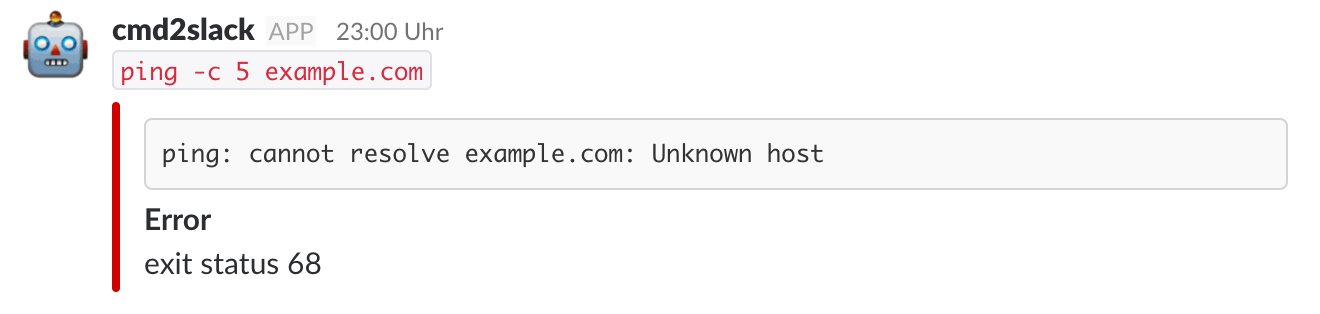 cmd2slack APP 23:00 Uhr
ping -c 5 example.com
ping: cannot resolve example.com: Unknown host
Error
exit status 68